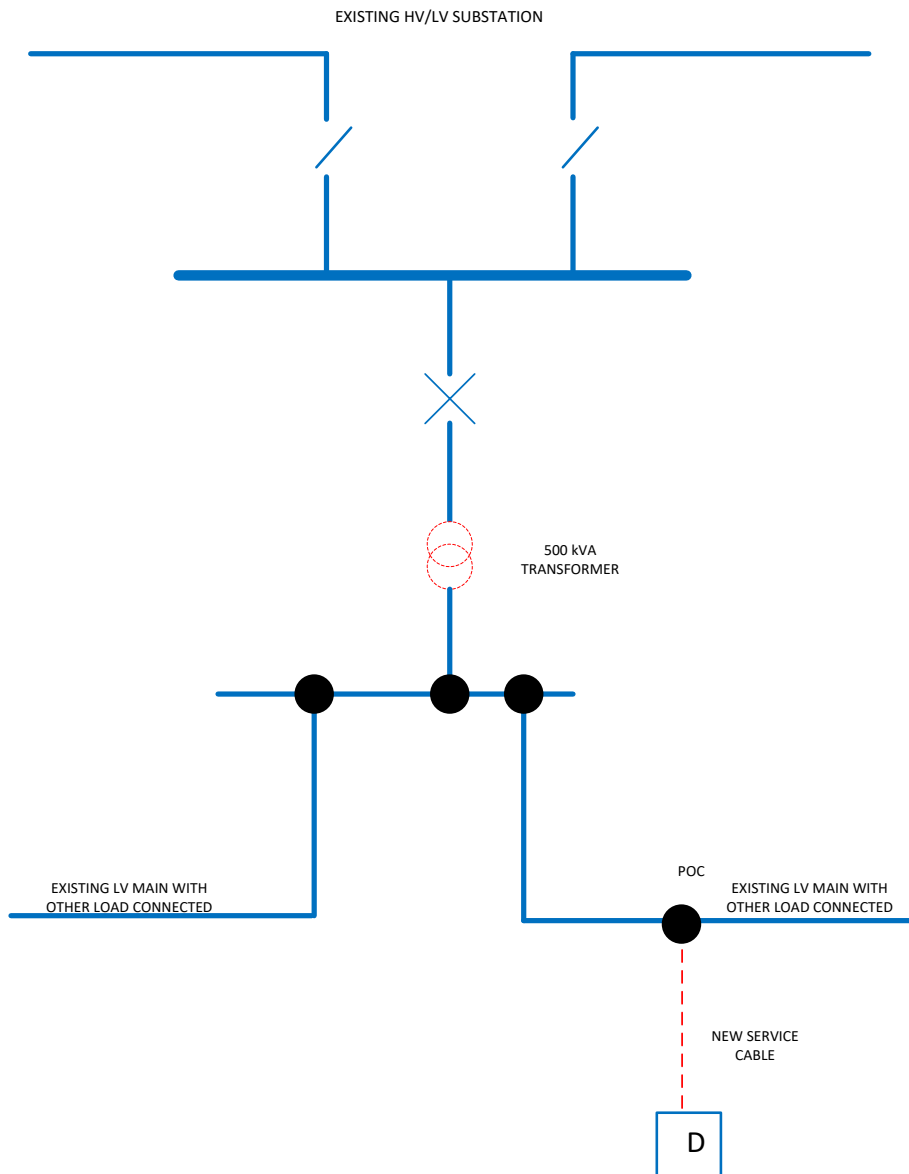 EXISTING HV/LV SUBSTATION
500 kVA
TRANSFORMER
POC
EXISTING LV MAIN WITH
OTHER LOAD CONNECTED
EXISTING LV MAIN WITH
OTHER LOAD CONNECTED
NEW SERVICE
CABLE
D